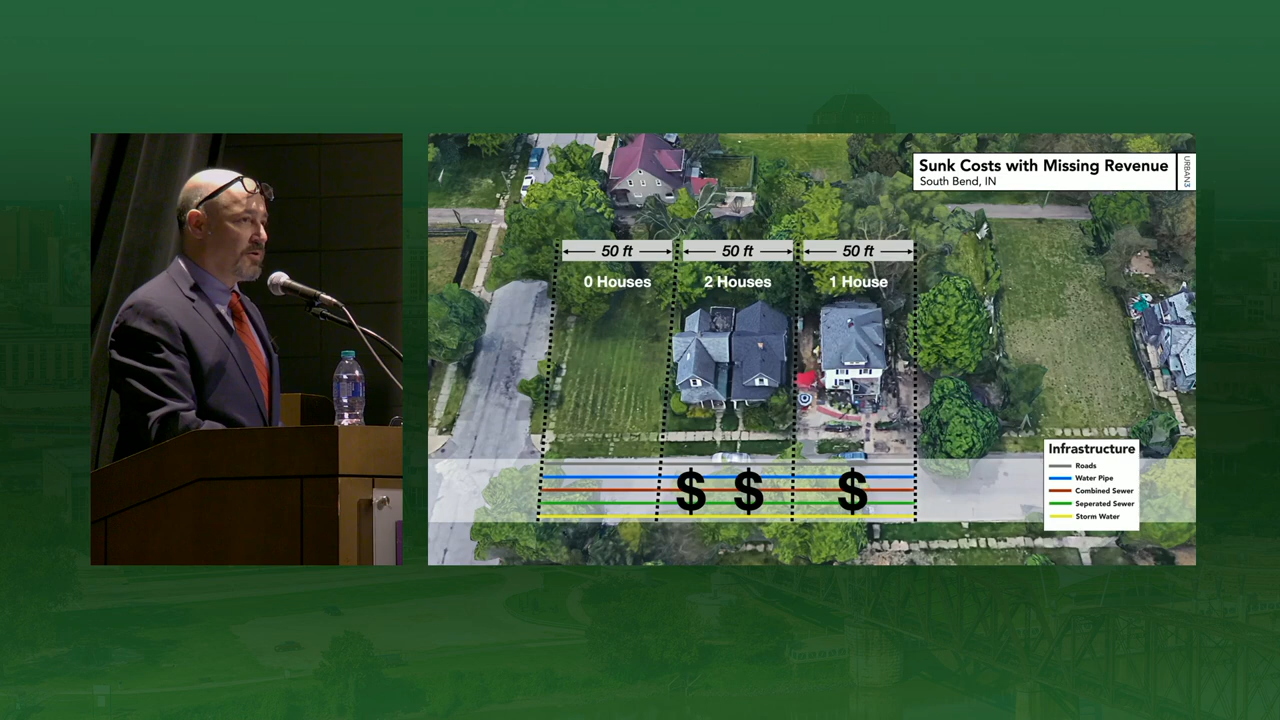 Sunk Costs with Missing Revenue
South Bend, IN
URBAN3
50 ft
50 ft
50 ft
0 Houses
2 Houses
1 House
$ $ $
Infrastructure
Roads
Water Pipe
Combined Sewer
Seperated Sewer
Storm Water